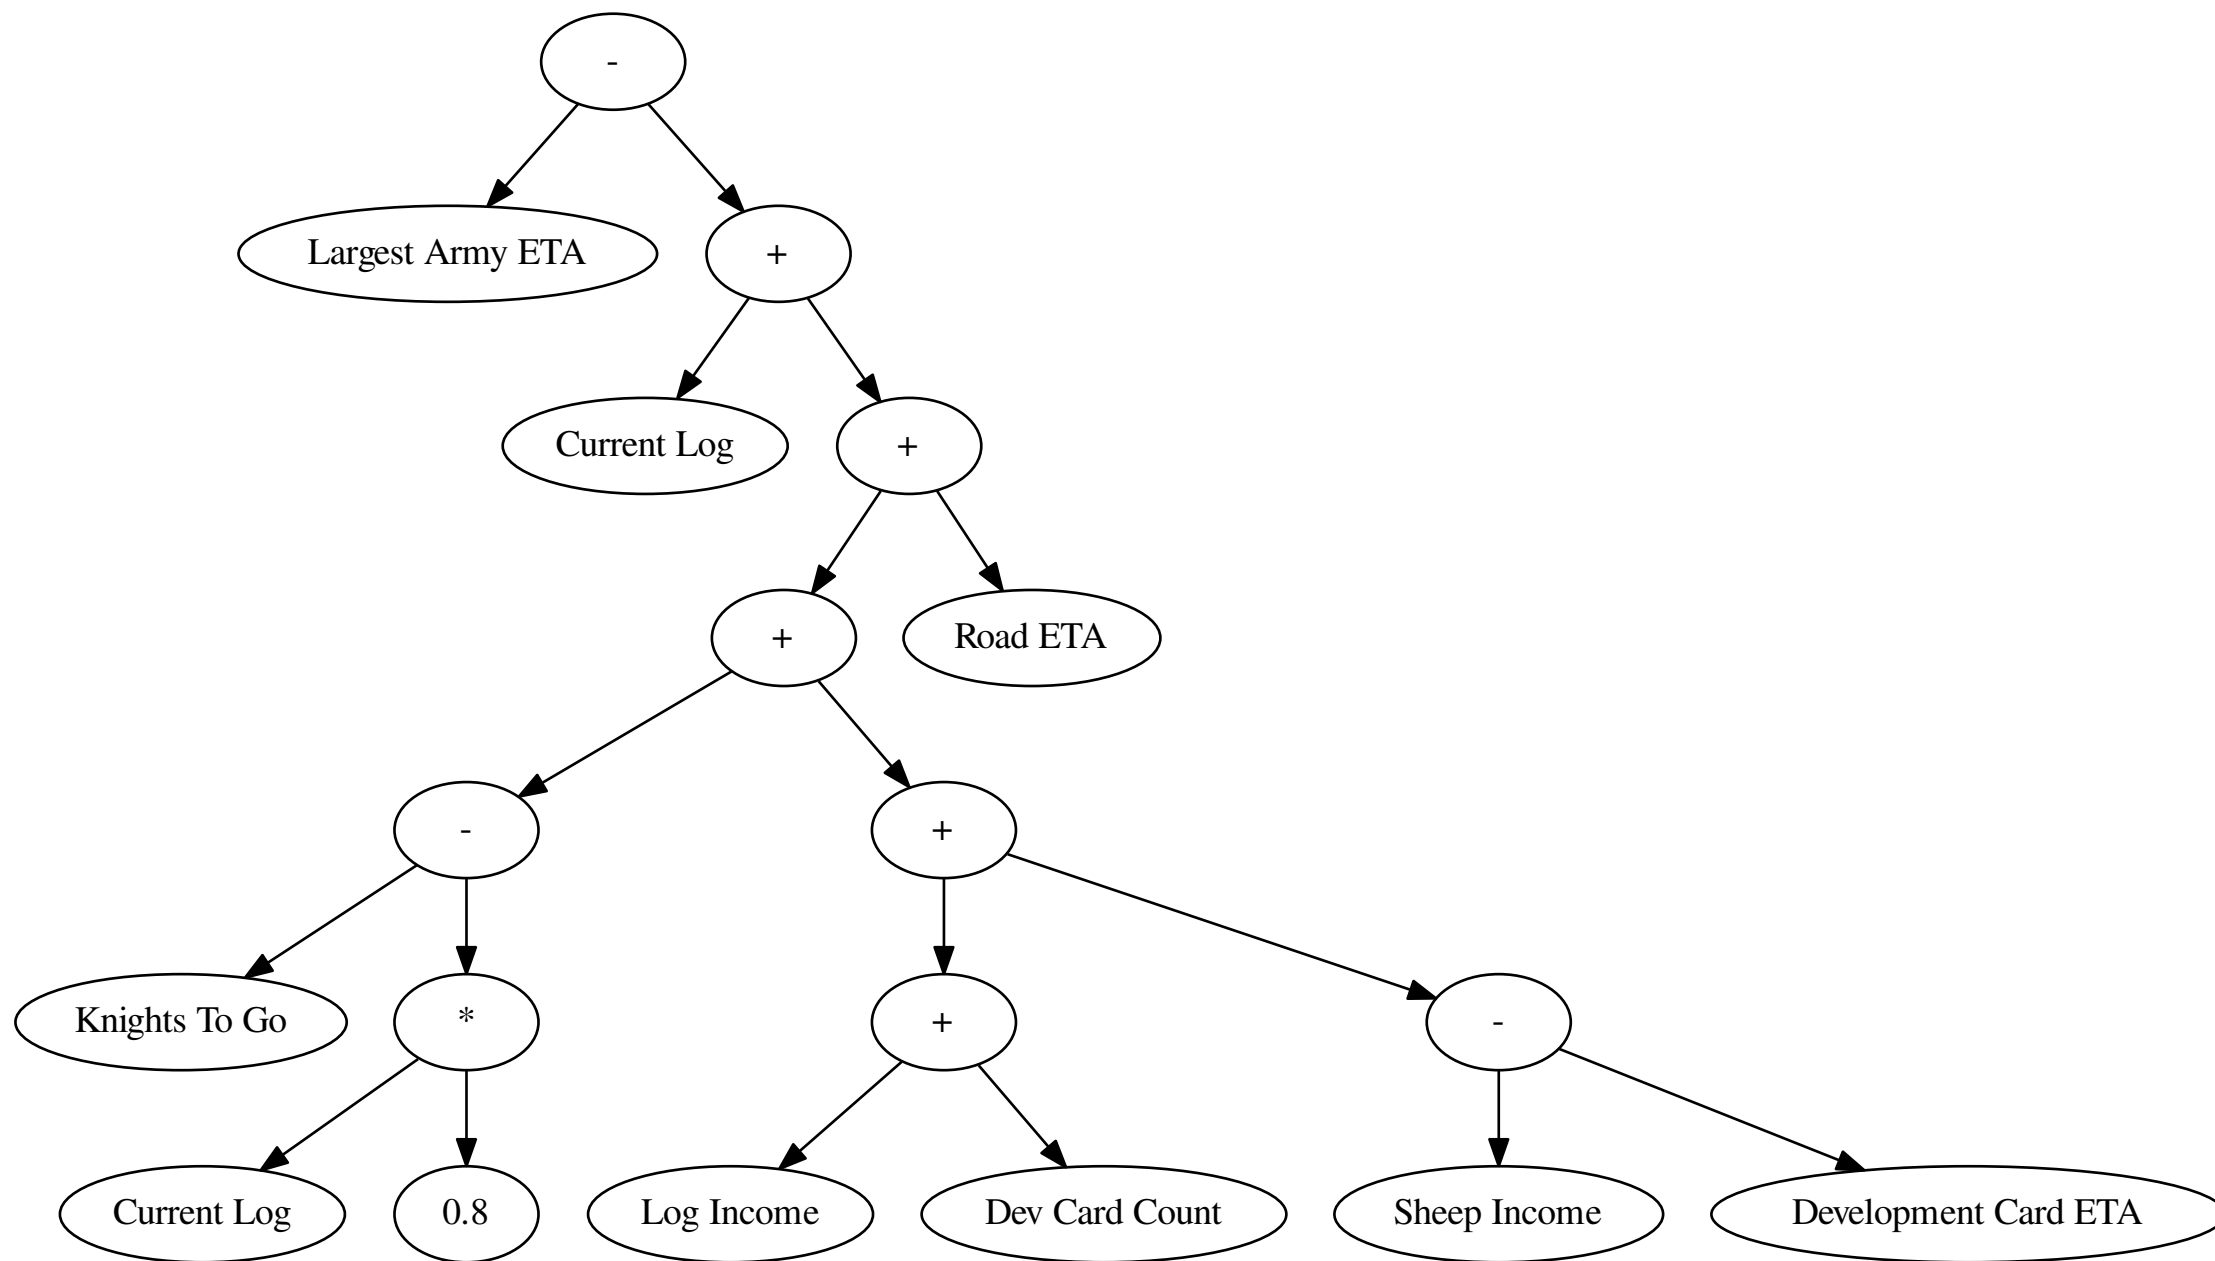 -
Largest Army ETA
+
Current Log
+
+
Road ETA
-
+
Knights To Go
*
+
-
Current Log
0.8
Log Income
Dev Card Count
Sheep Income
Development Card ETA